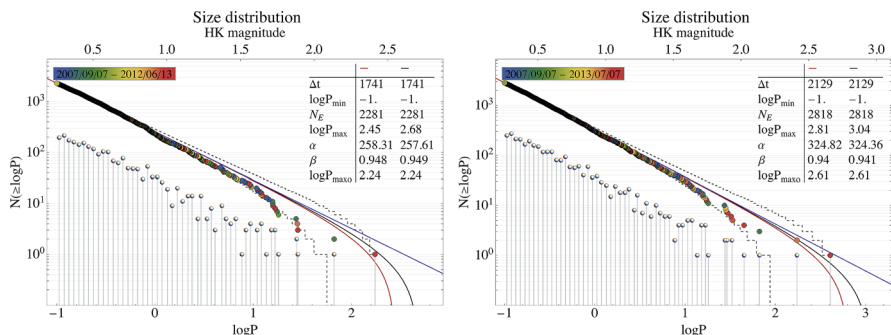 Size distribution
HK magnitude
0.5 1.0 1.5 2.0 2.5
2007.09/07 – 2012/06/13
— —
Δt 1741 1741
logPmin −1. −1.
NE 2281 2281
logPmax 2.45 2.68
α 258.31 257.61
β 0.948 0.949
logPmaxo 2.24 2.24
N(≥logP)
10³
10²
10¹
10⁰
−1 0 1 2
logP
Size distribution
HK magnitude
0.5 1.0 1.5 2.0 2.5 3.0
2007.09/07 – 2013/07/07
— —
Δt 2129 2129
logPmin −1. −1.
NE 2818 2818
logPmax 2.81 3.04
α 324.82 324.36
β 0.94 0.941
logPmaxo 2.61 2.61
N(≥logP)
10³
10²
10¹
10⁰
−1 0 1 2 3
logP